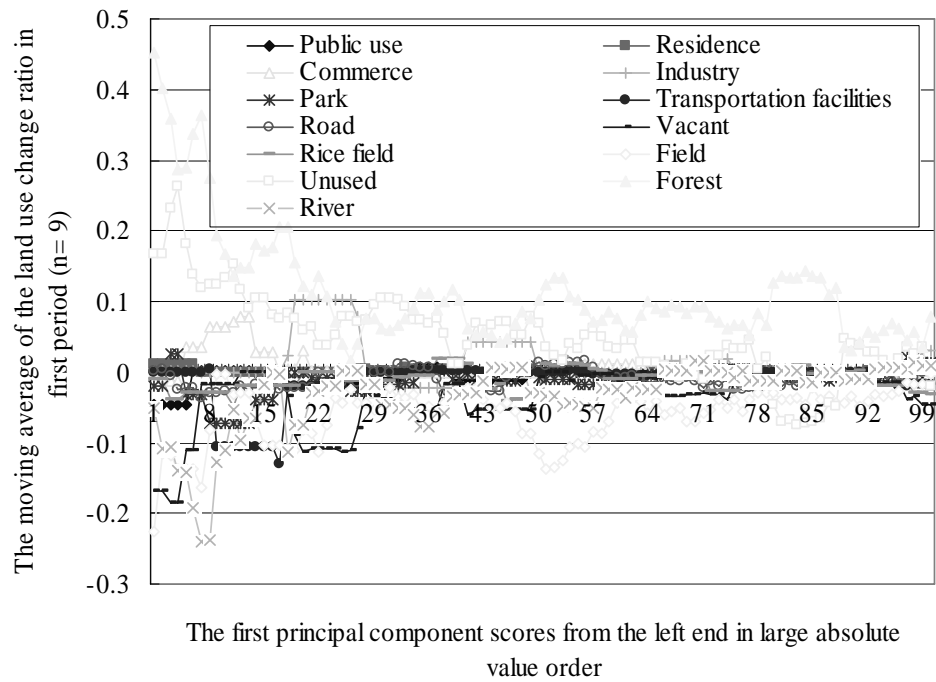 The moving average of the land use change ratio in
first period (n= 9)
0.5
0.4
0.3
0.2
0.1
0
-0.1
-0.2
-0.3
Public use
Residence
Commerce
Industry
Park
Transportation facilities
Road
Vacant
Rice field
Field
Unused
Forest
River
1 8 15 22 29 36 43 50 57 64 71 78 85 92 99
The first principal component scores from the left end in large absolute
value order